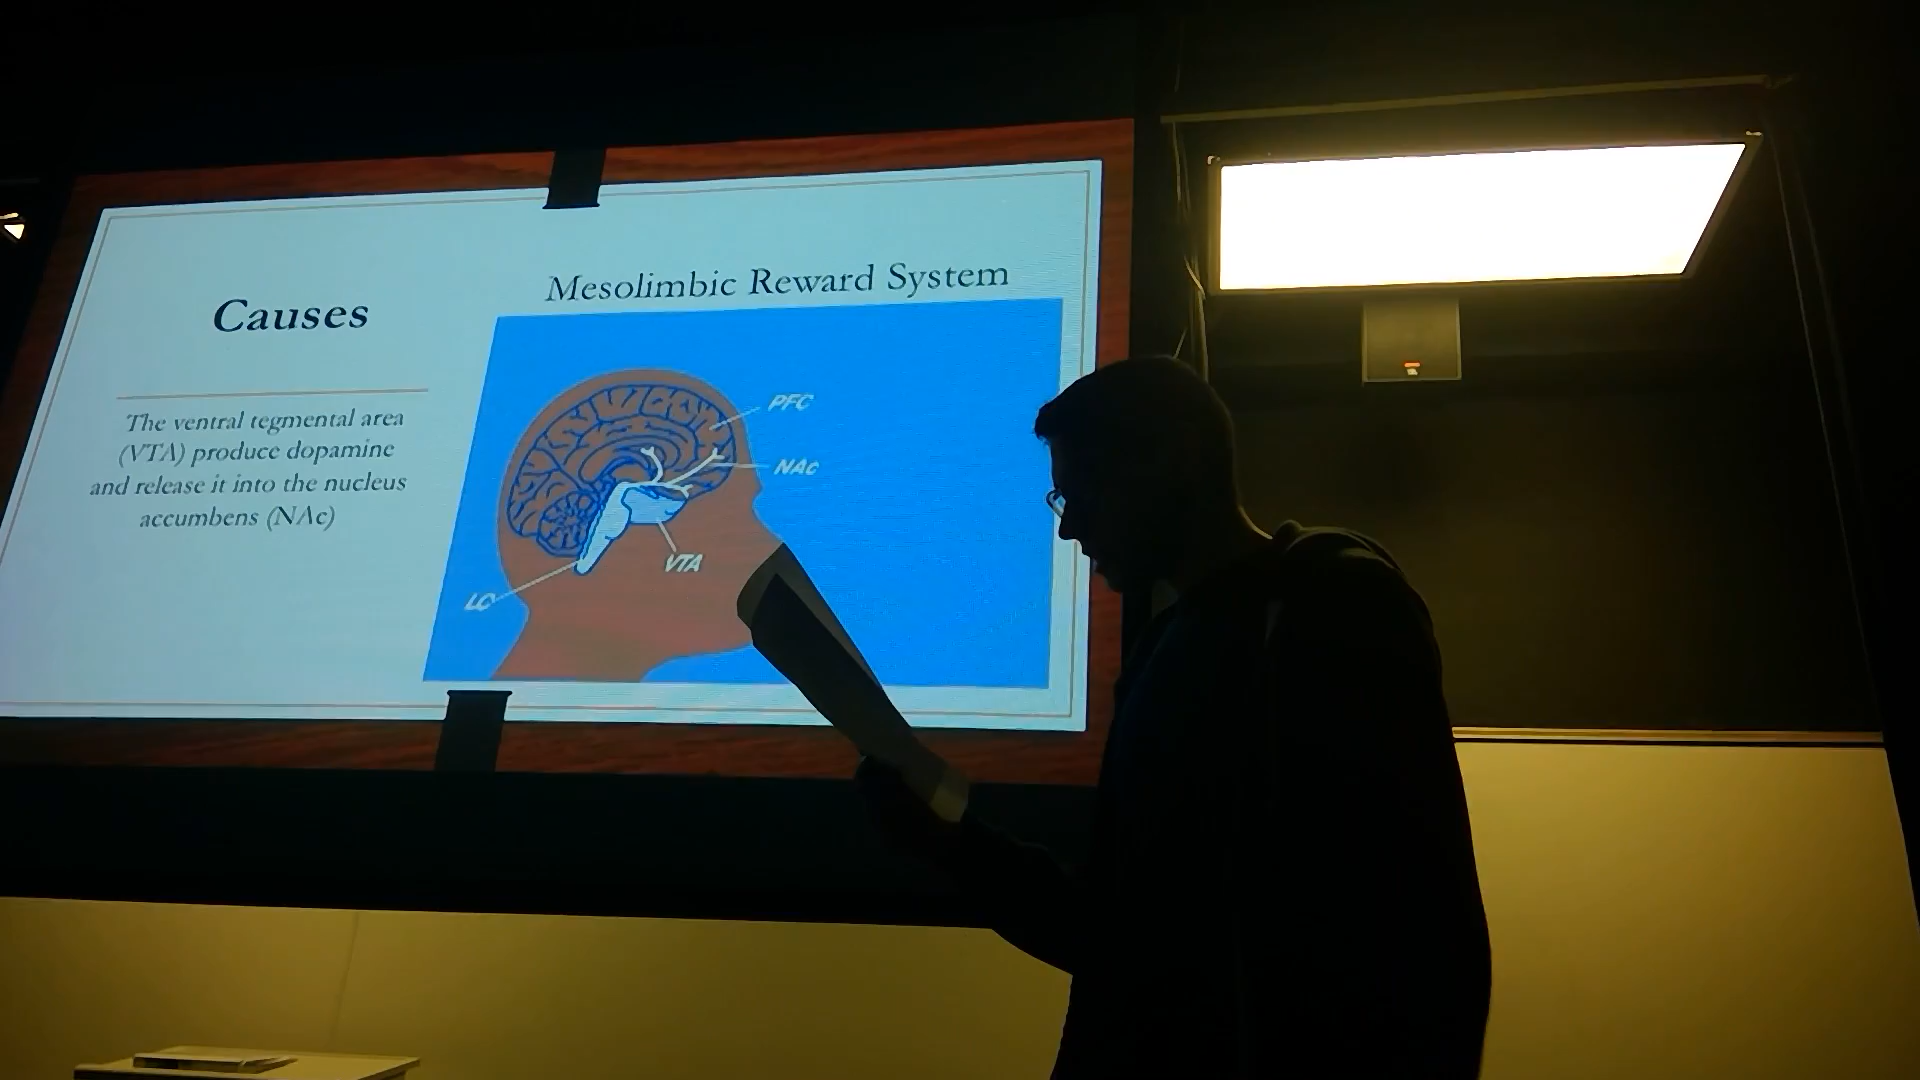 Causes
The ventral tegmental area
(VTA) produce dopamine
and release it into the nucleus
accumbens (NAc)
Mesolimbic Reward System
PFC
NAc
VTA
LC